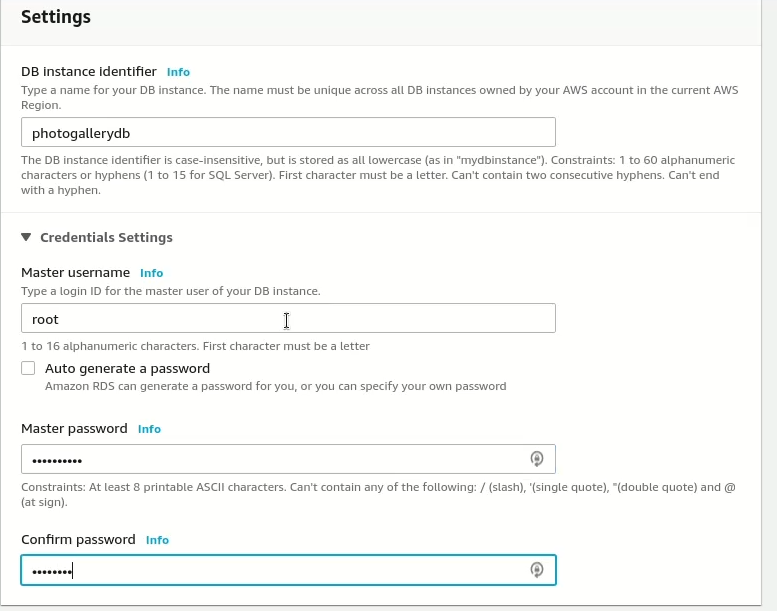 Settings
DB instance identifier Info
Type a name for your DB instance. The name must be unique across all DB instances owned by your AWS account in the current AWS
Region.
photogallerydb
The DB instance identifier is case-insensitive, but is stored as all lowercase (as in "mydbinstance"). Constraints: 1 to 60 alphanumeric
characters or hyphens (1 to 15 for SQL Server). First character must be a letter. Can't contain two consecutive hyphens. Can't end
with a hyphen.
Credentials Settings
Master username Info
Type a login ID for the master user of your DB instance.
root
1 to 16 alphanumeric characters. First character must be a letter
Auto generate a password
Amazon RDS can generate a password for you, or you can specify your own password
Master password Info
••••••••••
Constraints: At least 8 printable ASCII characters. Can't contain any of the following: / (slash), '(single quote), "(double quote) and @
(at sign).
Confirm password Info
••••••••